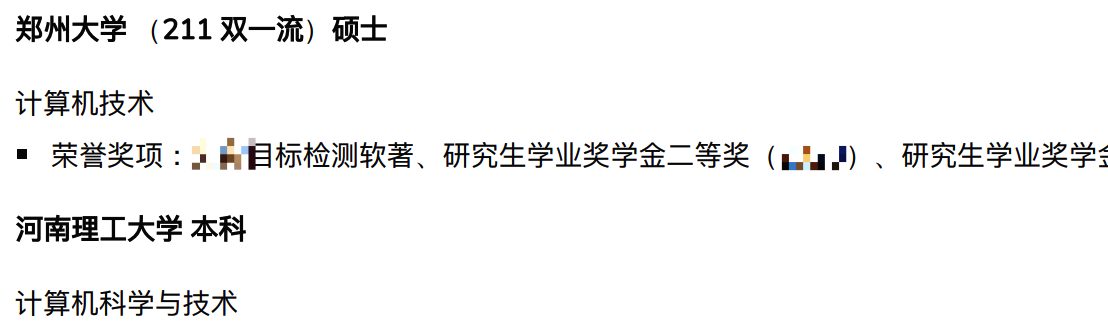 郑州大学 （211 双一流）硕士
计算机技术
▪ 荣誉奖项：目标检测软著、研究生学业奖学金二等奖（）、研究生学业奖学金
河南理工大学 本科
计算机科学与技术